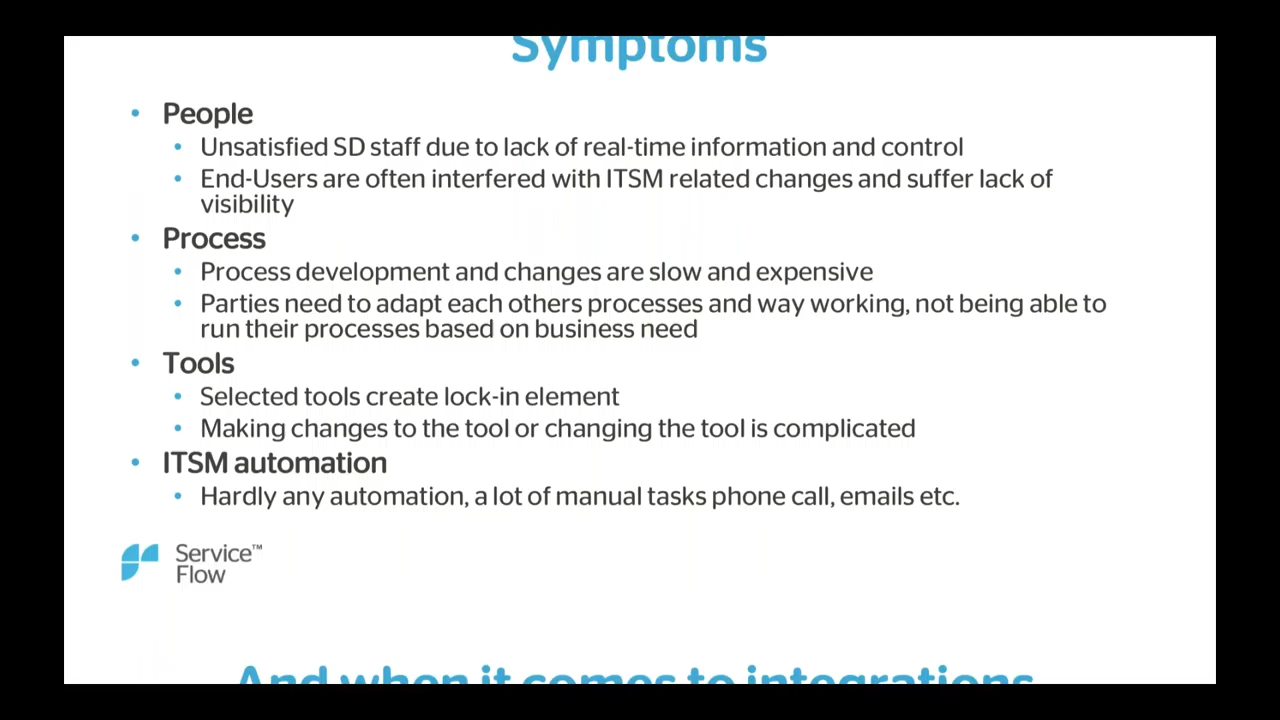 Symptoms
• People
• Unsatisfied SD staff due to lack of real-time information and control
• End-Users are often interfered with ITSM related changes and suffer lack of
visibility
• Process
• Process development and changes are slow and expensive
• Parties need to adapt each others processes and way working, not being able to
run their processes based on business need
• Tools
• Selected tools create lock-in element
• Making changes to the tool or changing the tool is complicated
• ITSM automation
• Hardly any automation, a lot of manual tasks phone call, emails etc.
Service™
Flow
And when it comes to integrations